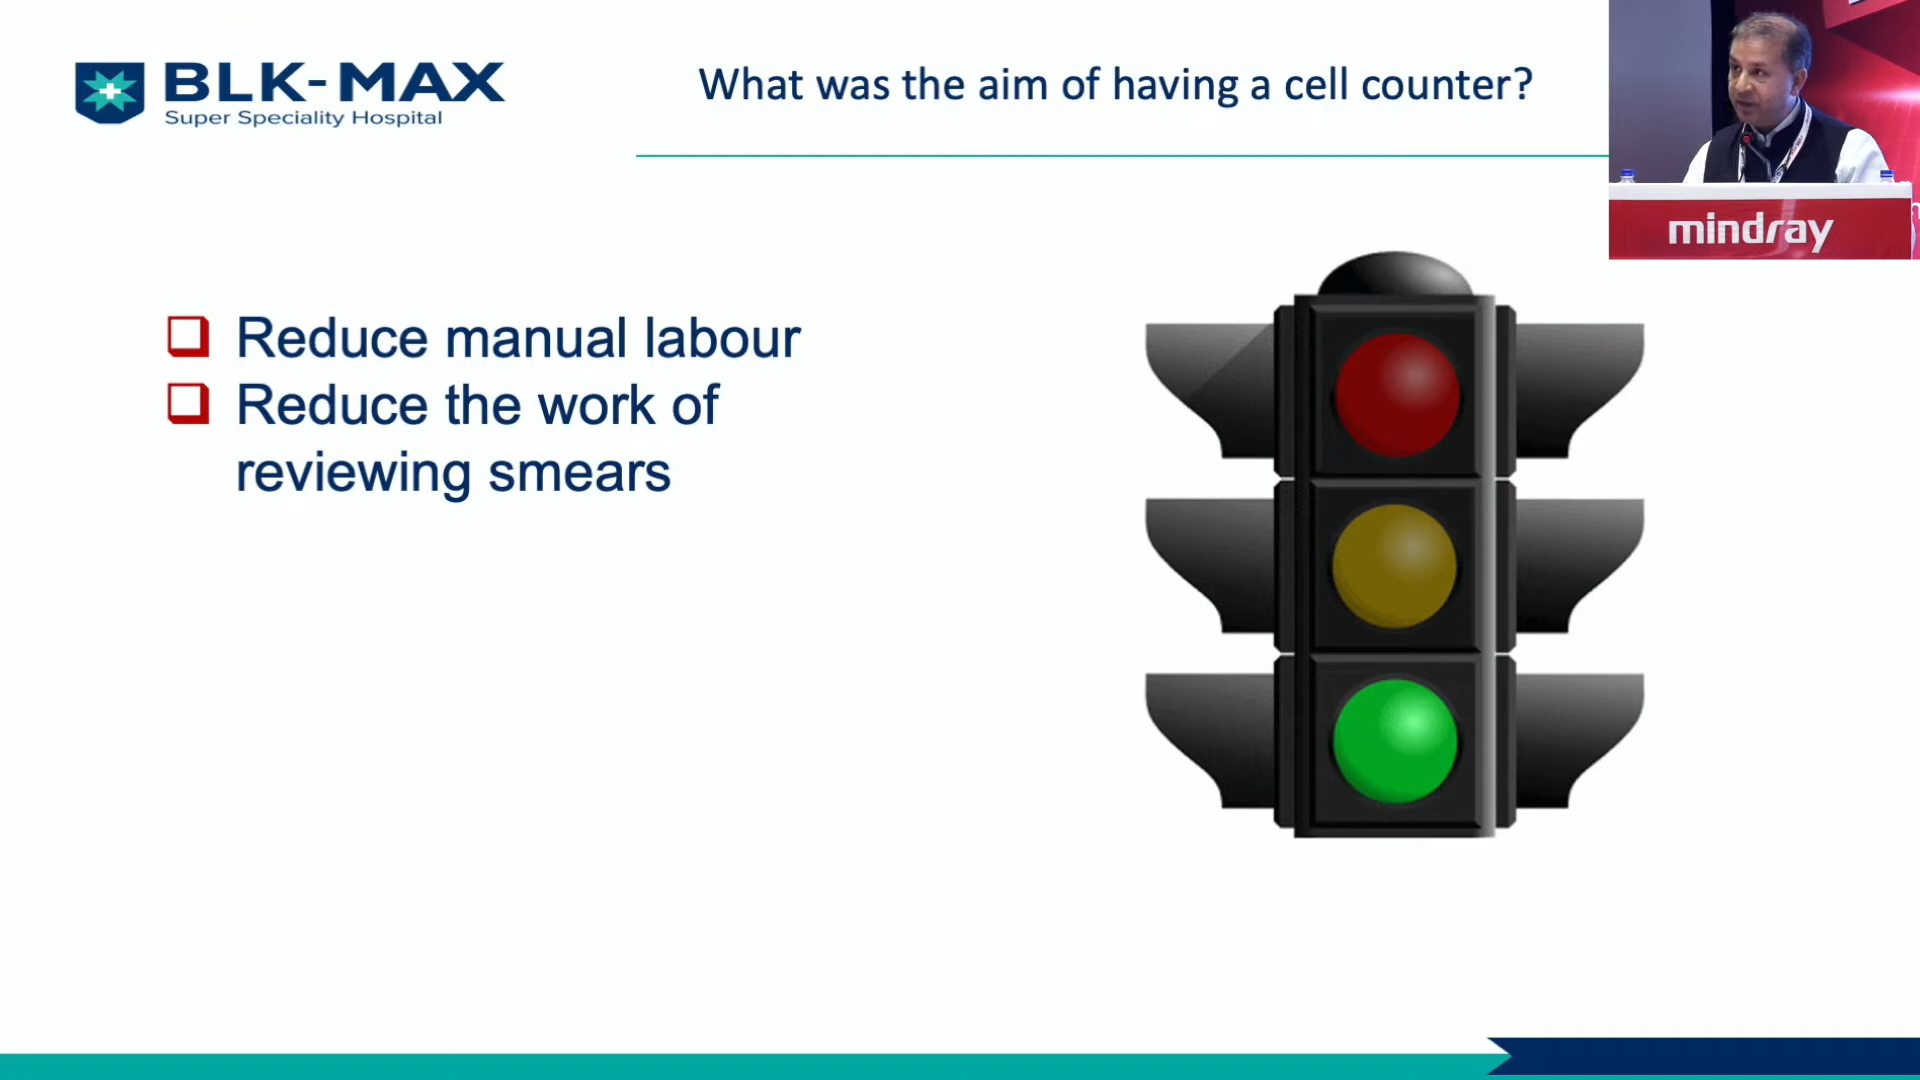 BLK-MAX
Super Speciality Hospital
What was the aim of having a cell counter?
mindray
Reduce manual labour
Reduce the work of
reviewing smears